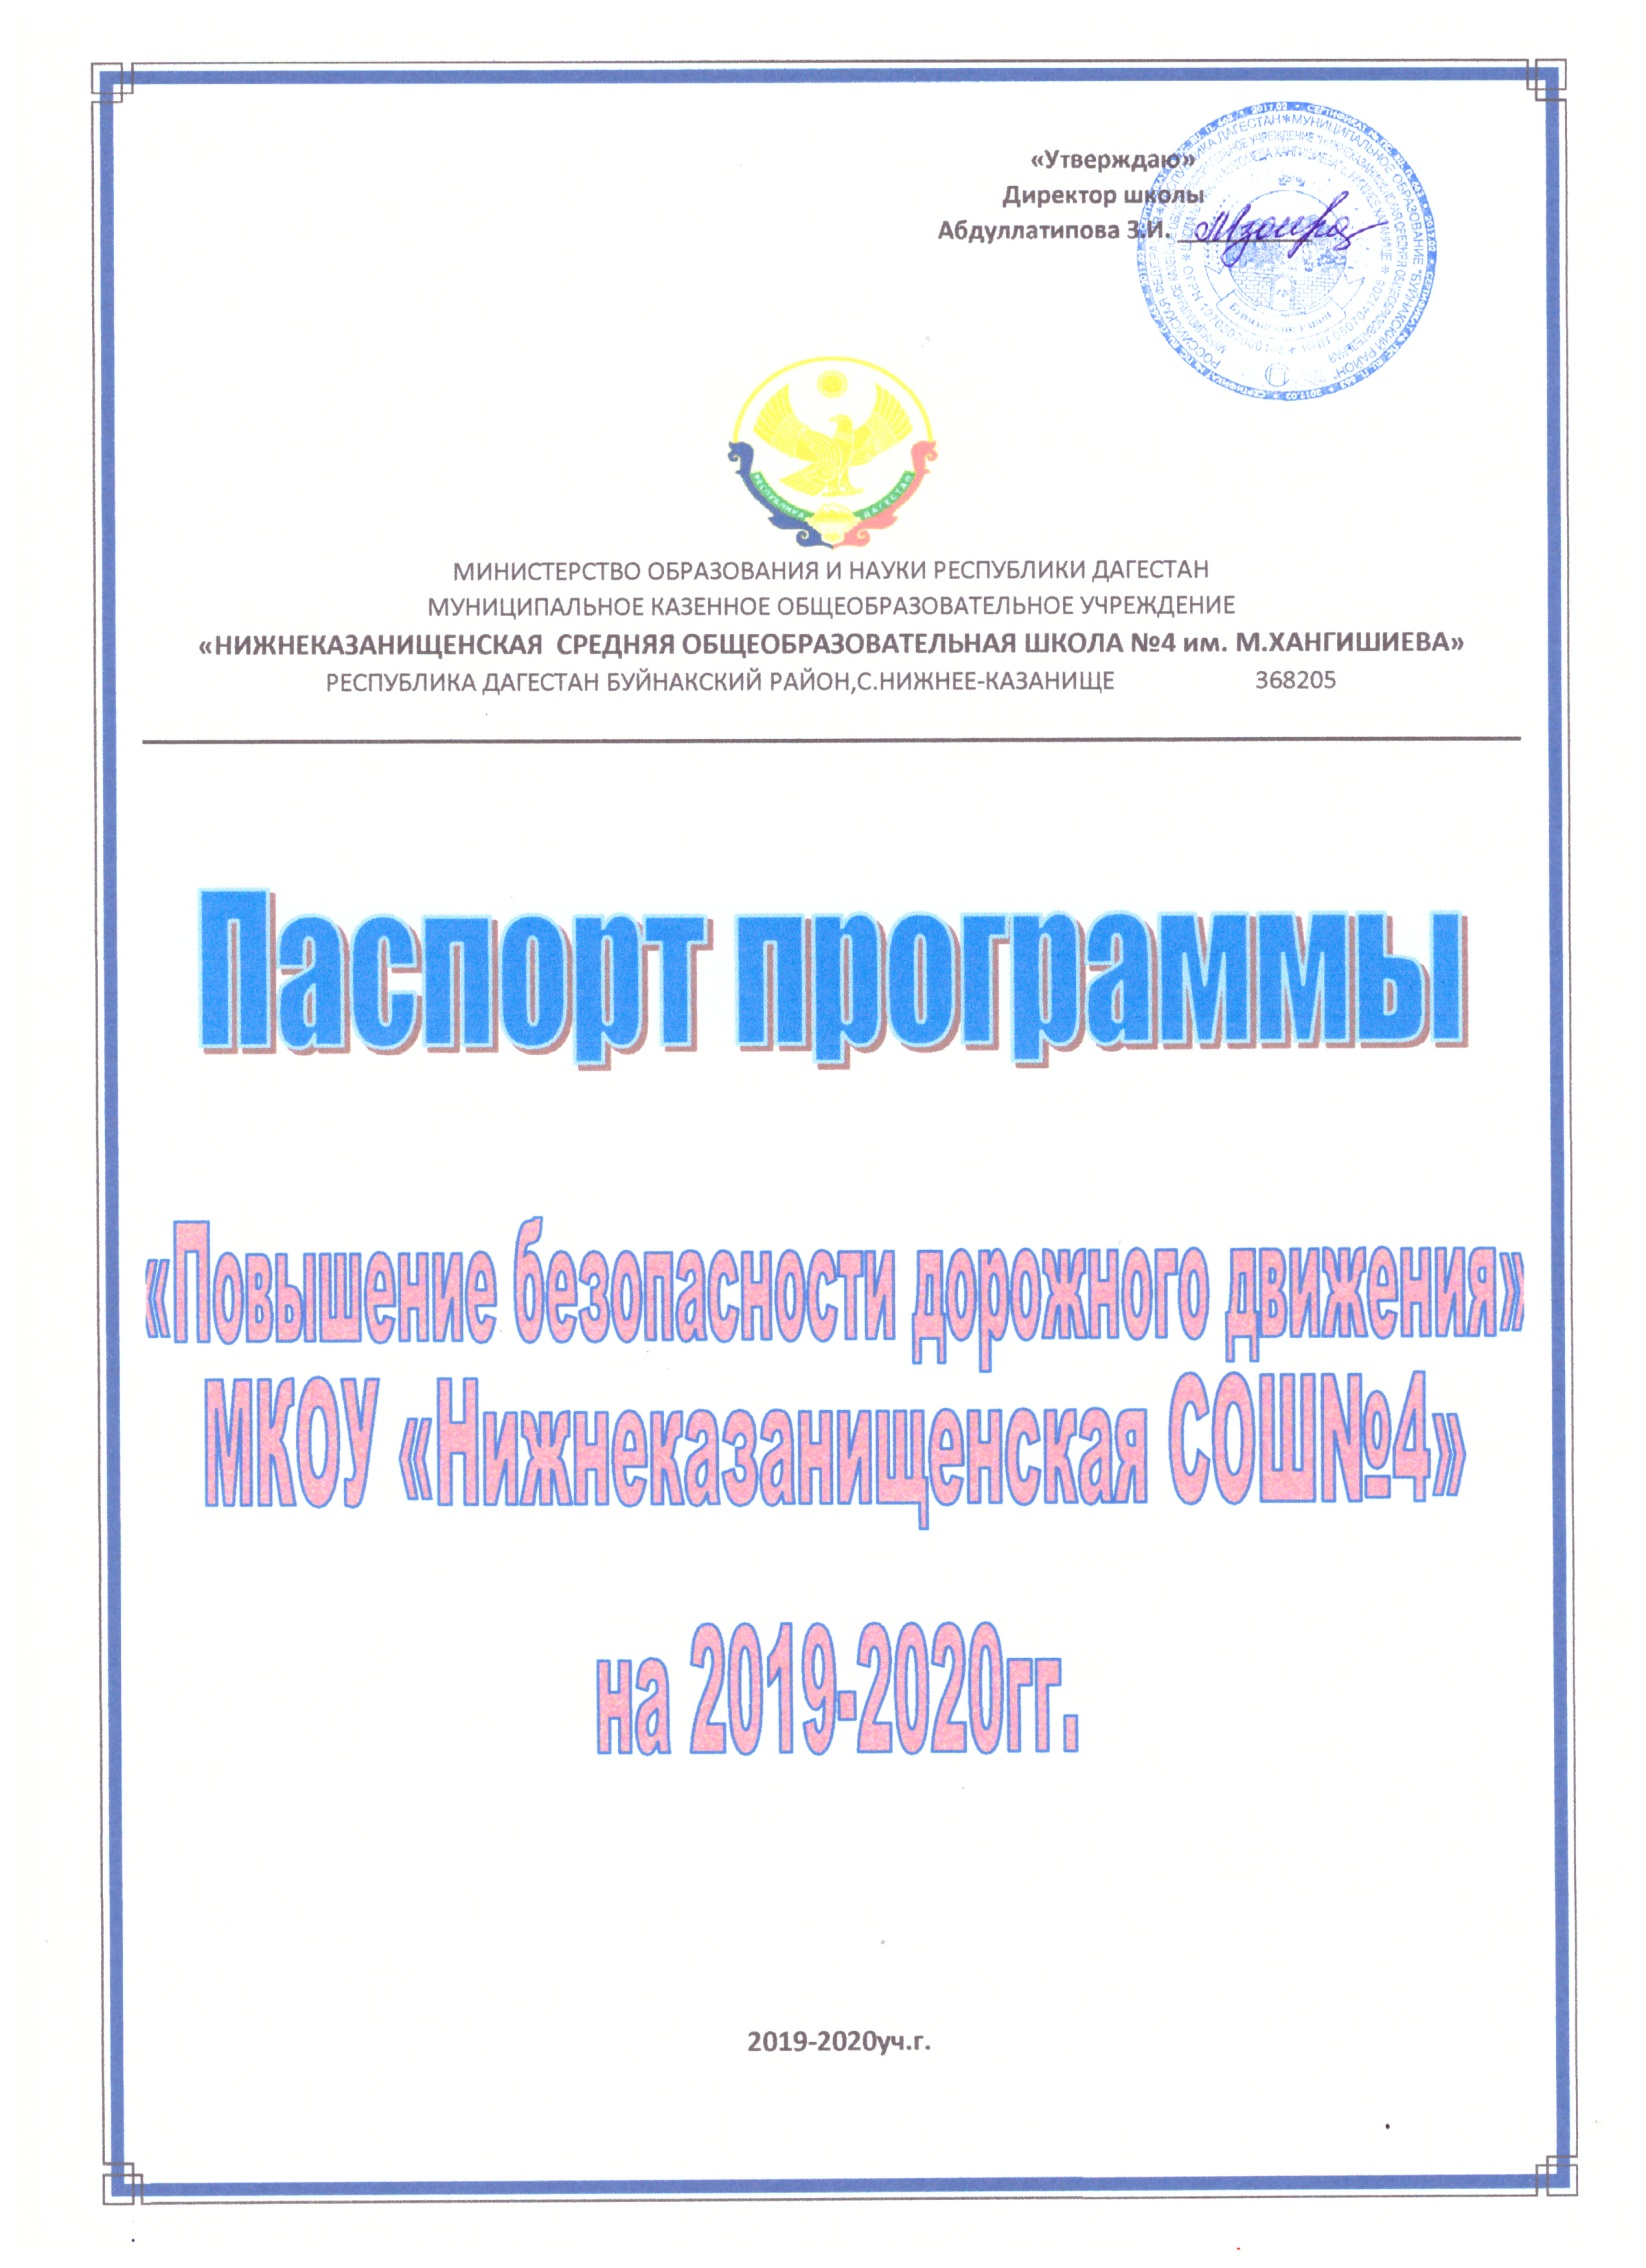 «Утверждаю»
Директор школы
Абдуллатипова З.И.
РЕСПУБЛИКА ДАГЕСТАН
МИНИСТЕРСТВО ОБРАЗОВАНИЯ И НАУКИ РЕСПУБЛИКИ ДАГЕСТАН
МУНИЦИПАЛЬНОЕ КАЗЕННОЕ ОБЩЕОБРАЗОВАТЕЛЬНОЕ УЧРЕЖДЕНИЕ
«НИЖНЕКАЗАНИЩЕНСКАЯ СРЕДНЯЯ ОБЩЕОБРАЗОВАТЕЛЬНАЯ ШКОЛА №4 им. М.ХАНГИШИЕВА»
РЕСПУБЛИКА ДАГЕСТАН БУЙНАКСКИЙ РАЙОН,С.НИЖНЕЕ-КАЗАНИЩЕ 368205
Паспорт программы
«Повышение безопасности дорожного движения»
МКОУ «Нижнеказанищенская СОШ№4»
на 2019-2020гг.
2019-2020уч.г.